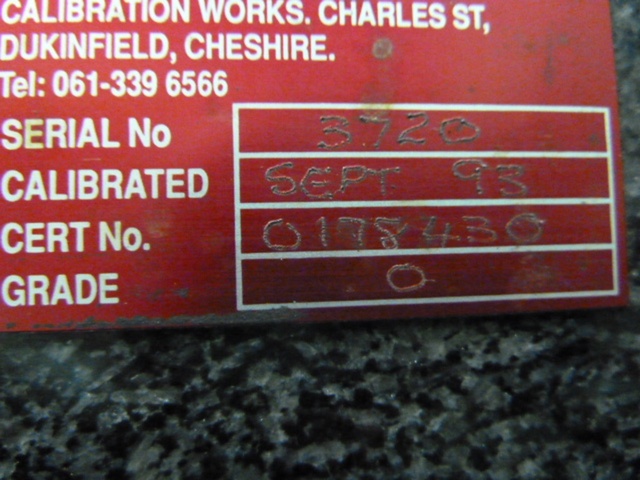 CALIBRATION WORKS. CHARLES ST,
DUKINFIELD, CHESHIRE.
Tel: 061-339 6566
SERIAL No 3720
CALIBRATED SEPT 93
CERT No. 0178430
GRADE 0